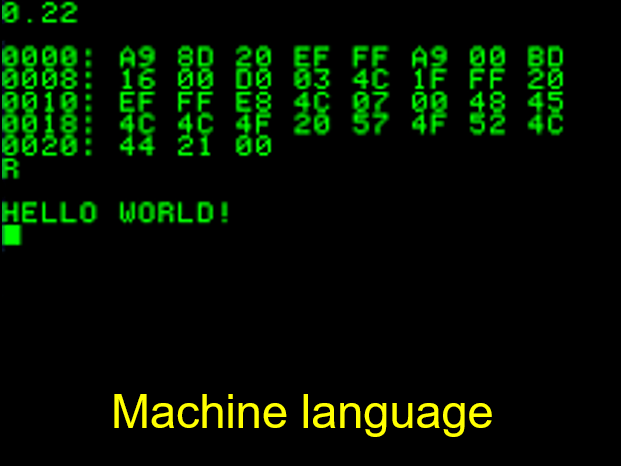 0.22
0000: A9 8D 20 EF FF A9 00 BD
0008: 16 00 D0 03 4C 1F FF 20
0010: EF FF E8 4C 07 00 48 45
0018: 4C 4C 4F 20 57 4F 52 4C
0020: 44 21 00
R
HELLO WORLD!
Machine language